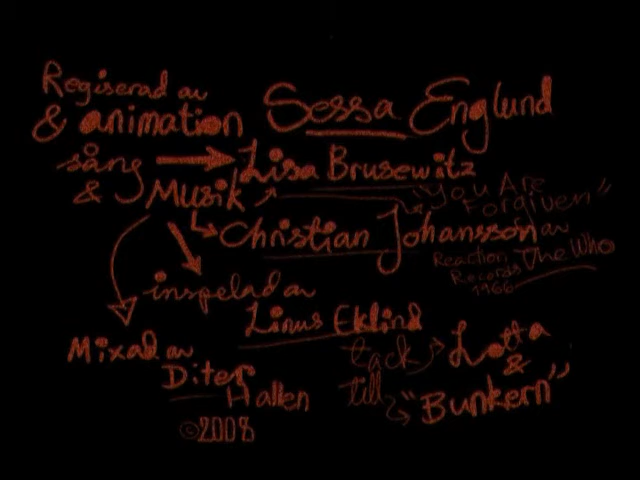 Regiserad av
& animation Sessa Englund
sång Lisa Brusewitz
& Musik "You Are
Forgiven"
Christian Johansson av
Reaction The Who
Records
1966
inspelad av
Linus Eklind
Mixad av
tack Lotta
&
Diter
Hallen
till "Bunkern"
©2008